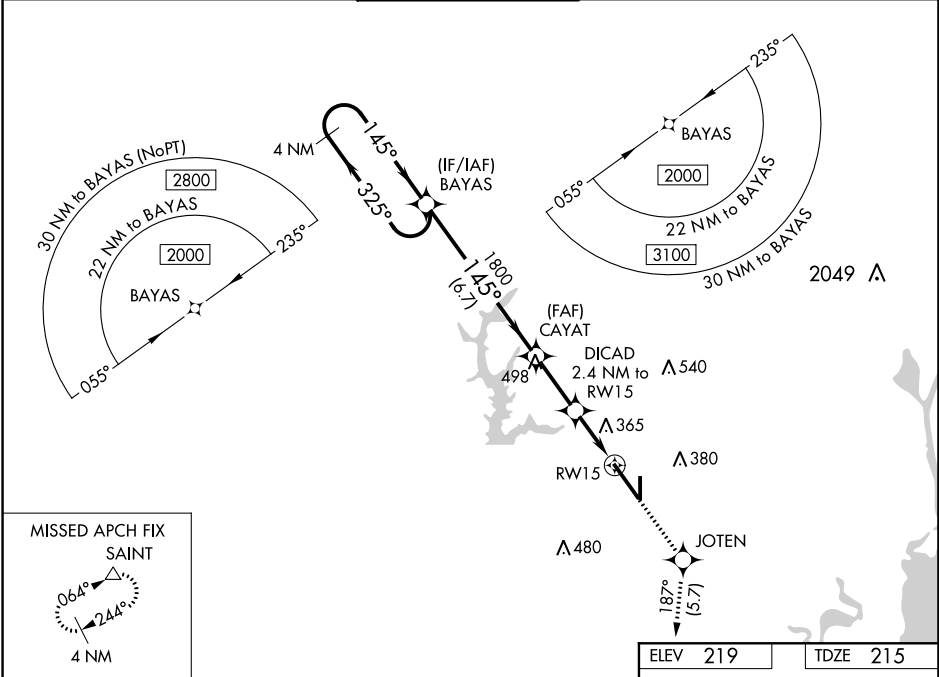 30 NM to BAYAS (NoPT)
2800
22 NM to BAYAS
2000
235°
BAYAS
055°
4 NM
145°
325°
(IF/IAF)
BAYAS
1800
145°
(6.7)
235°
BAYAS
055°
2000
22 NM to BAYAS
3100
30 NM to BAYAS
2049
(FAF)
CAYAT
498
DICAD
2.4 NM to
RW15
540
365
RW15
380
480
JOTEN
187°
(5.7)
MISSED APCH FIX
SAINT
064°
244°
4 NM
ELEV 219
TDZE 215